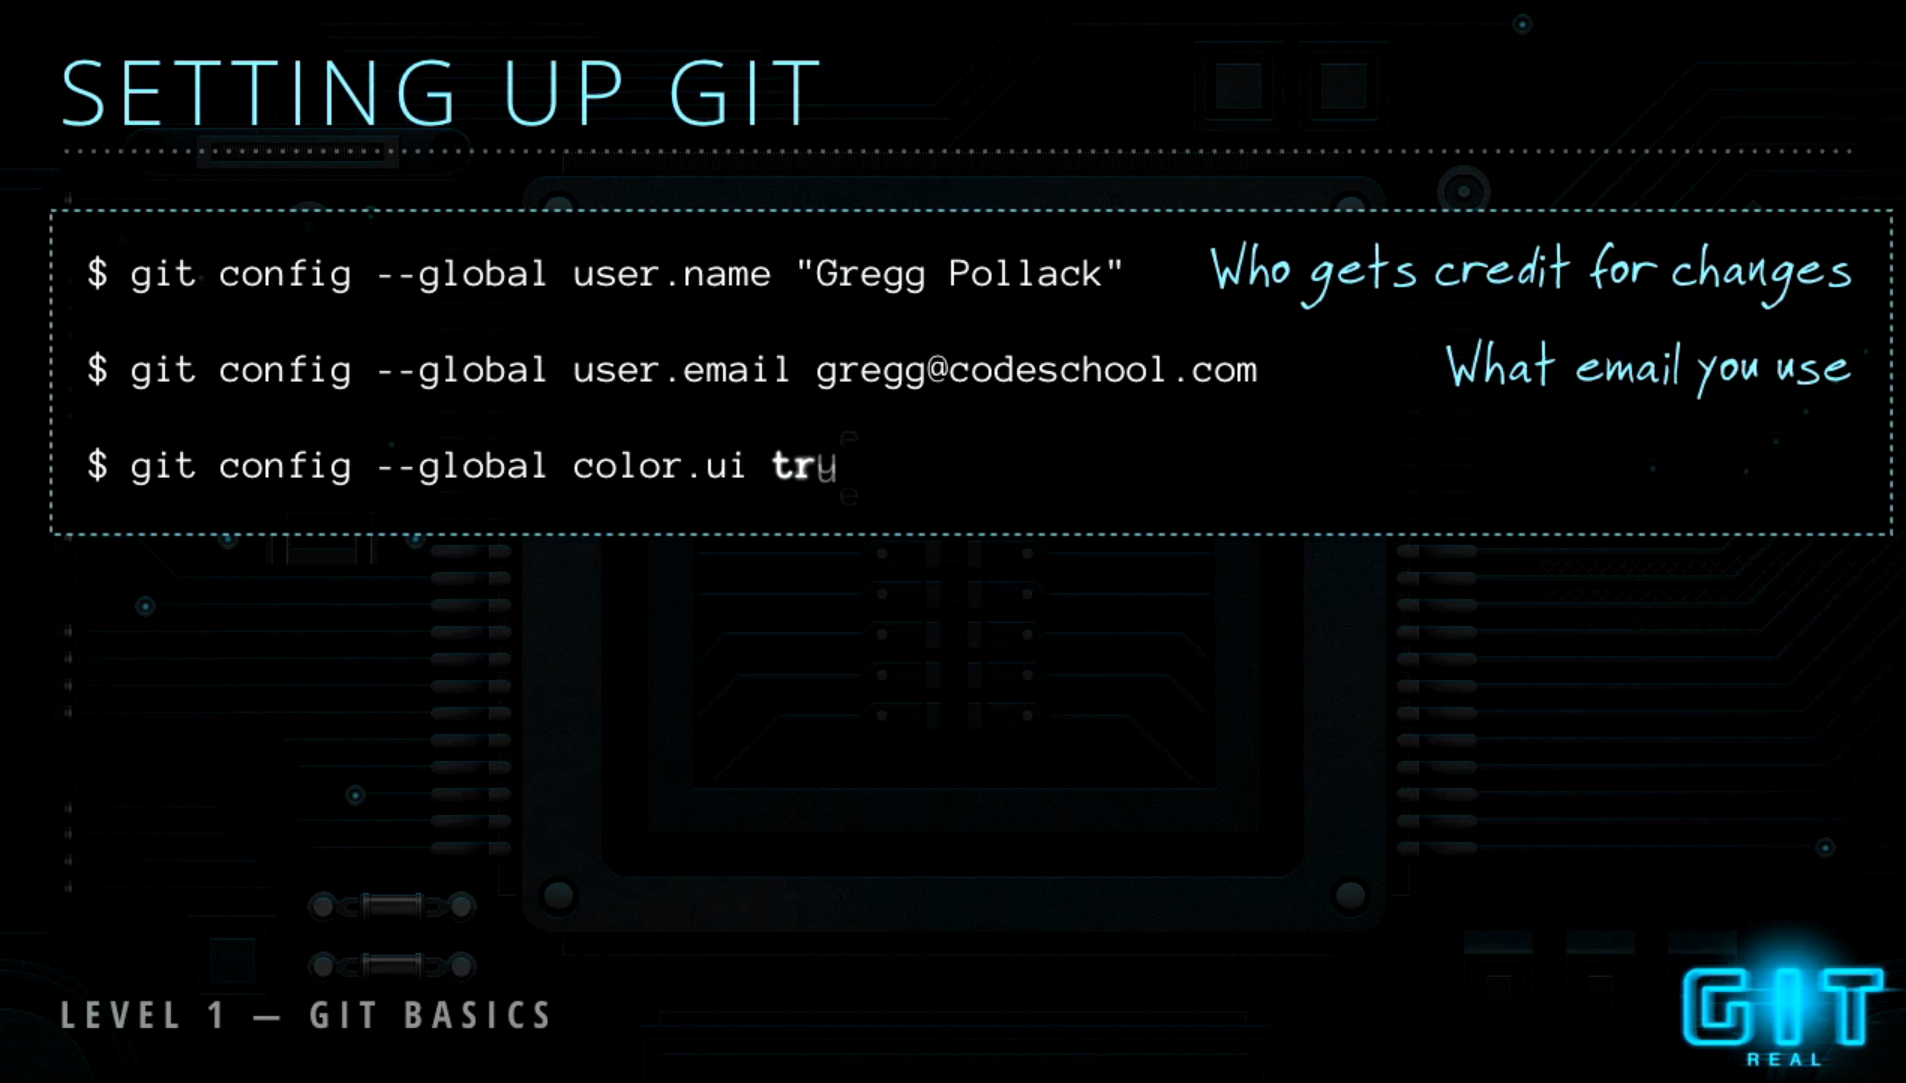 SETTING UP GIT
$ git config --global user.name "Gregg Pollack" Who gets credit for changes
$ git config --global user.email gregg@codeschool.com What email you use
$ git config --global color.ui true
LEVEL 1 — GIT BASICS
GIT
REAL